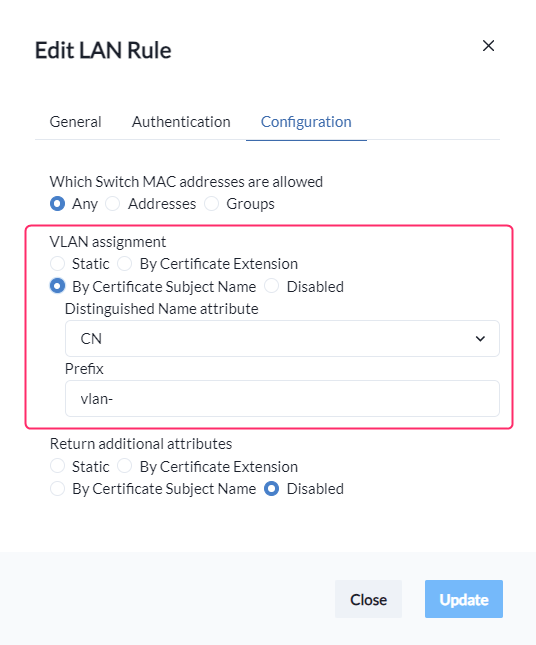 Edit LAN Rule
General Authentication Configuration
Which Switch MAC addresses are allowed
Any Addresses Groups
VLAN assignment
Static By Certificate Extension
By Certificate Subject Name Disabled
Distinguished Name attribute
CN
Prefix
vlan-
Return additional attributes
Static By Certificate Extension
By Certificate Subject Name Disabled
Close Update